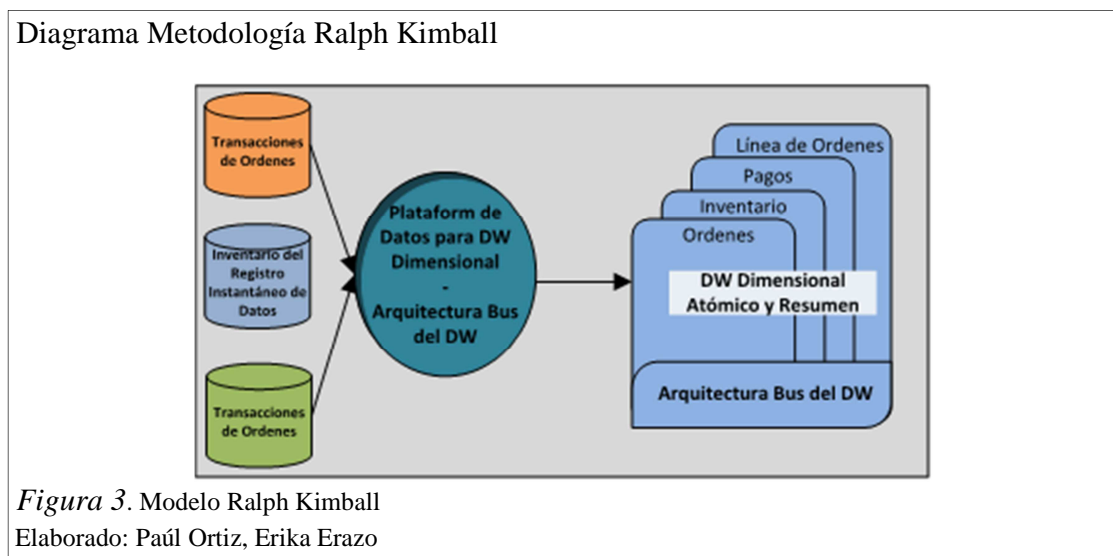 Diagrama Metodología Ralph Kimball
Transacciones
de Ordenes
Inventario del
Registro
Instantáneo de
Datos
Transacciones
de Ordenes
Plataform de
Datos para DW
Dimensional
-
Arquitectura Bus
del DW
Línea de Ordenes
Pagos
Inventario
Ordenes
DW Dimensional
Atómico y Resumen
Arquitectura Bus del DW
Figura 3. Modelo Ralph Kimball
Elaborado: Paúl Ortiz, Erika Erazo